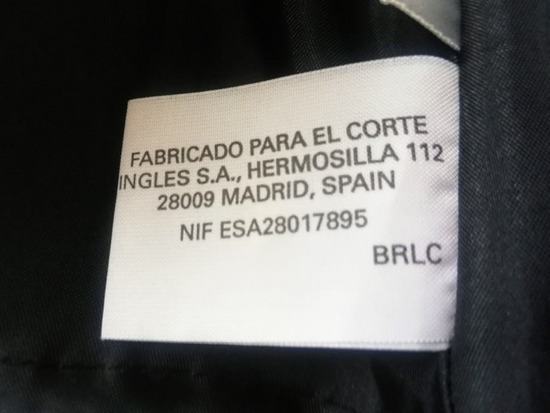 FABRICADO PARA EL CORTE
INGLES S.A., HERMOSILLA 112
28009 MADRID, SPAIN
NIF ESA28017895
BRLC